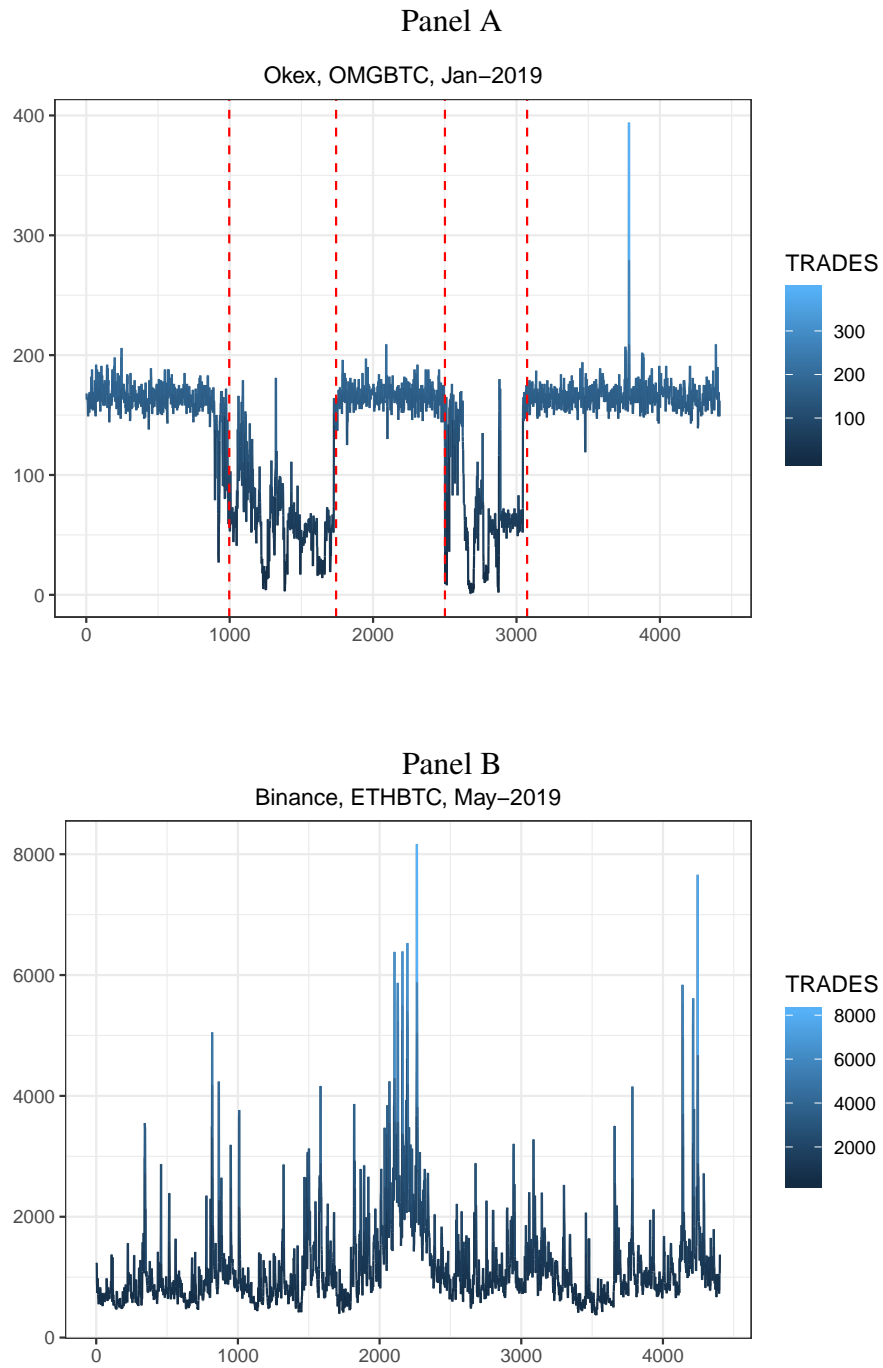 Panel A
Okex, OMGBTC, Jan−2019
400
300
200
100
0
0 1000 2000 3000 4000
TRADES
300
200
100
Panel B
Binance, ETHBTC, May−2019
8000
6000
4000
2000
0
0 1000 2000 3000 4000
TRADES
8000
6000
4000
2000